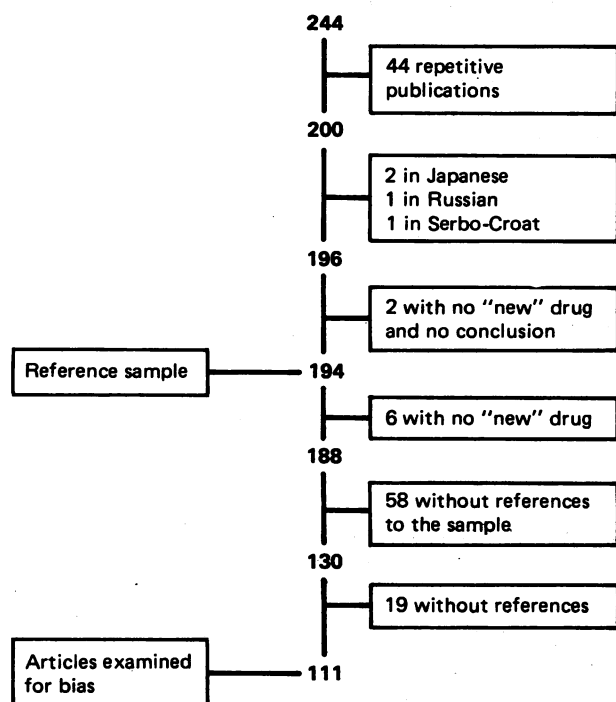 244
44 repetitive
publications
200
2 in Japanese
1 in Russian
1 in Serbo-Croat
196
2 with no "new" drug
and no conclusion
Reference sample
194
6 with no "new" drug
188
58 without references
to the sample
130
19 without references
Articles examined
for bias
111